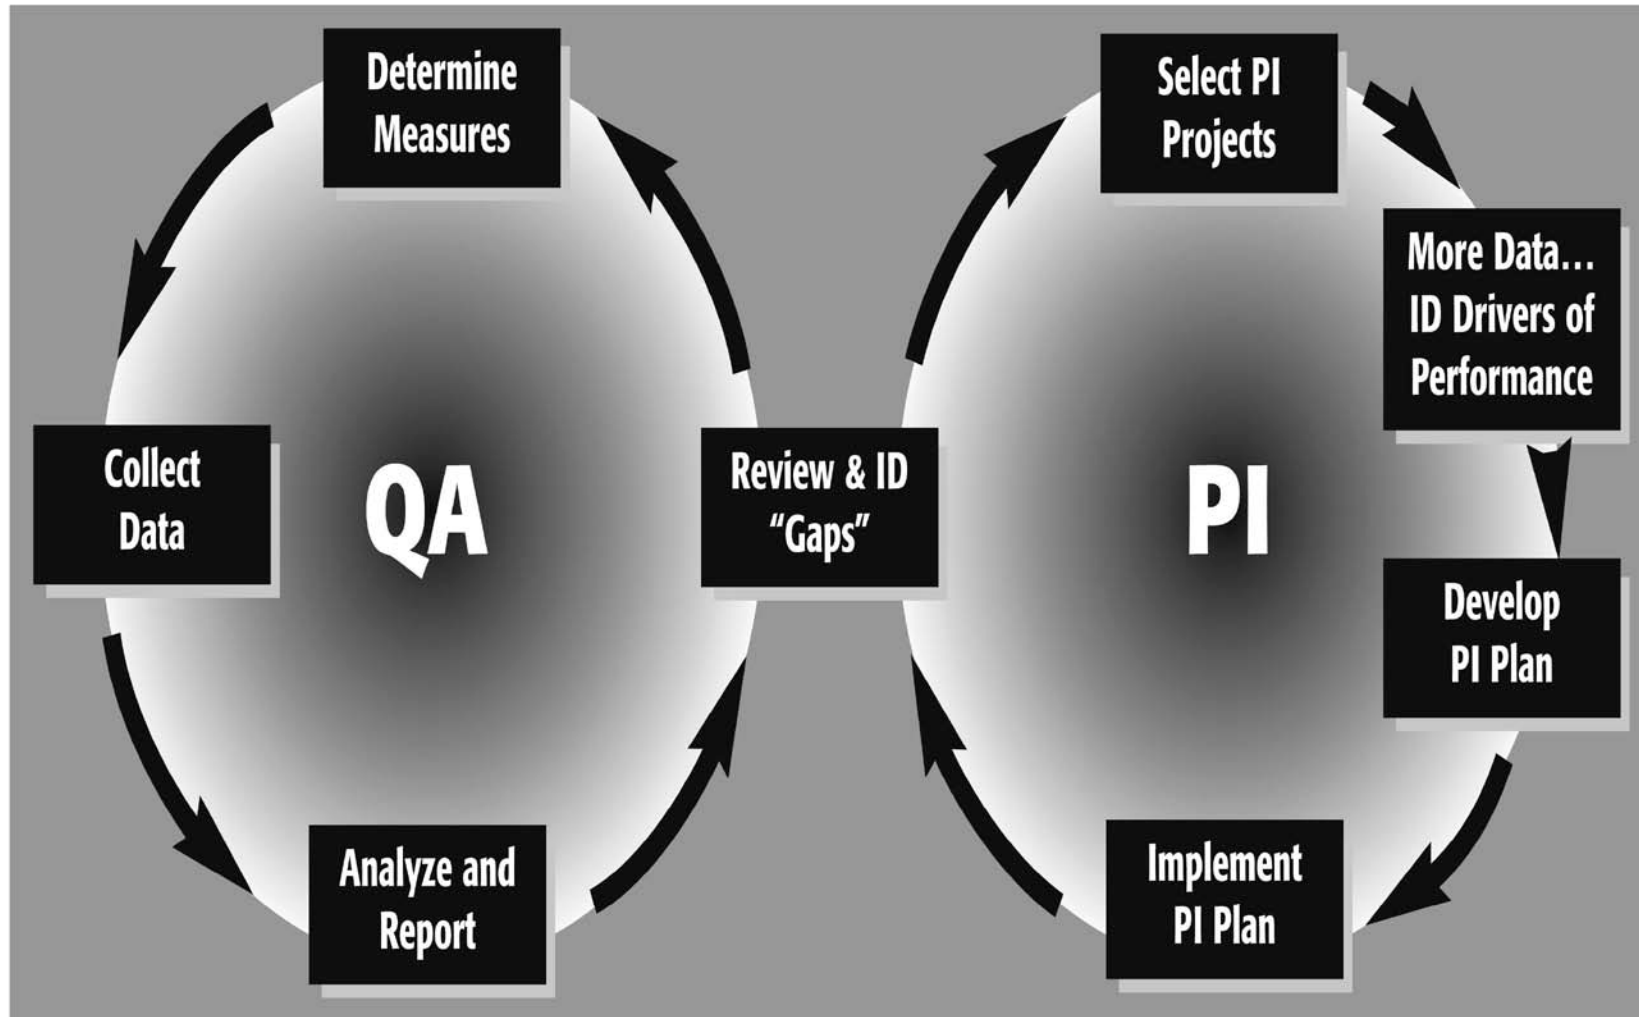 Determine
Measures
Collect
Data
QA
Analyze and
Report
Review & ID
“Gaps”
Select PI
Projects
More Data…
ID Drivers of
Performance
PI
Develop
PI Plan
Implement
PI Plan